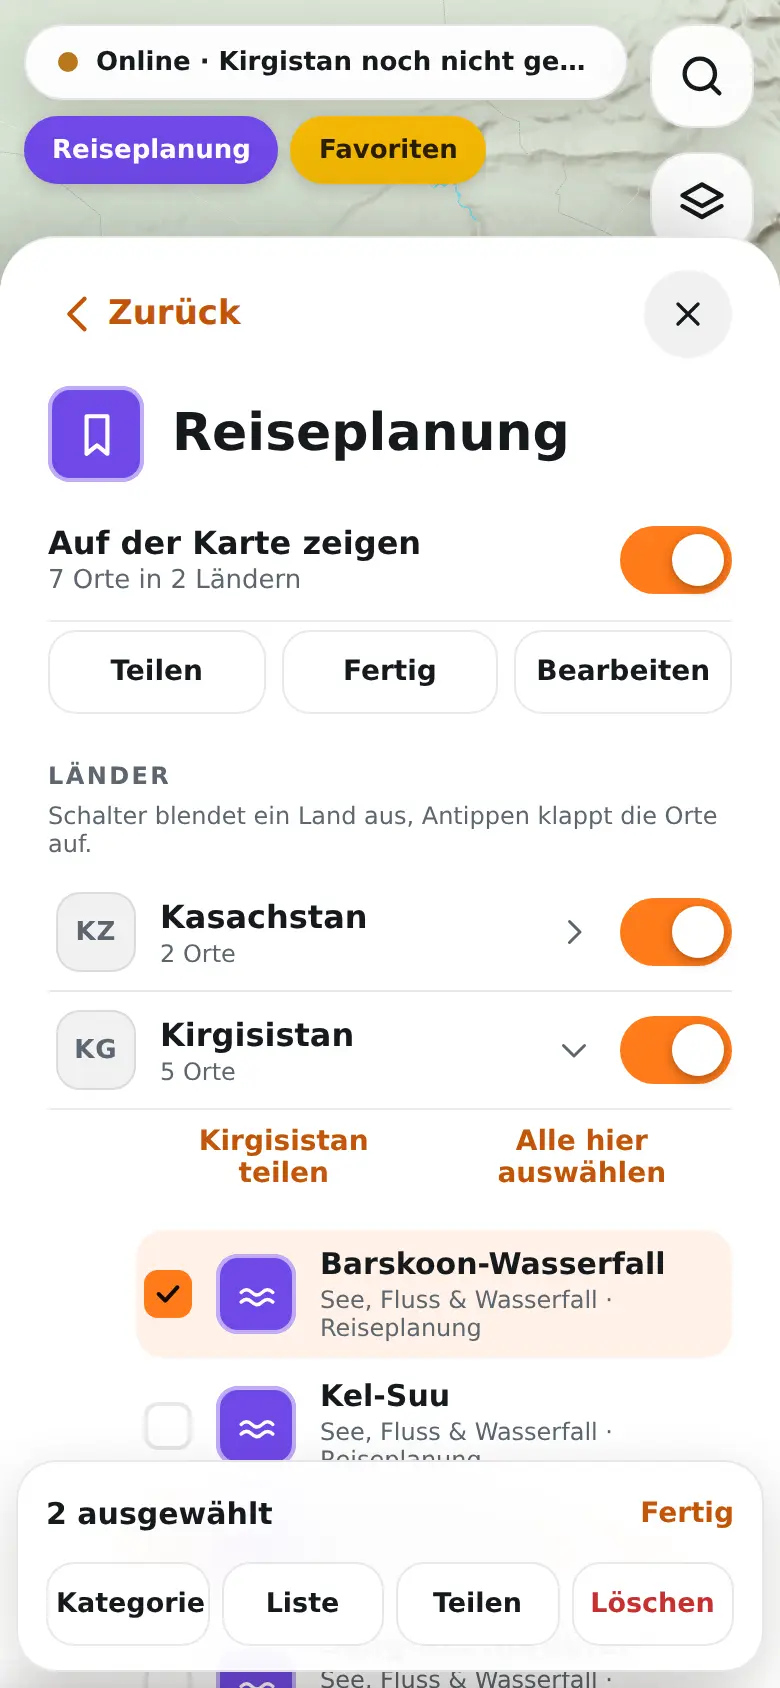 Online · Kirgistan noch nicht ge…
Reiseplanung
Favoriten
Zurück
Reiseplanung
Auf der Karte zeigen
7 Orte in 2 Ländern
Teilen
Fertig
Bearbeiten
LÄNDER
Schalter blendet ein Land aus, Antippen klappt die Orte
auf.
KZ
Kasachstan
2 Orte
KG
Kirgisistan
5 Orte
Kirgisistan
teilen
Alle hier
auswählen
Barskoon-Wasserfall
See, Fluss & Wasserfall ·
Reiseplanung
Kel-Suu
See, Fluss & Wasserfall ·
Reiseplanung
2 ausgewählt
Fertig
Kategorie
Liste
Teilen
Löschen
See, Fluss & Wasserfall ·